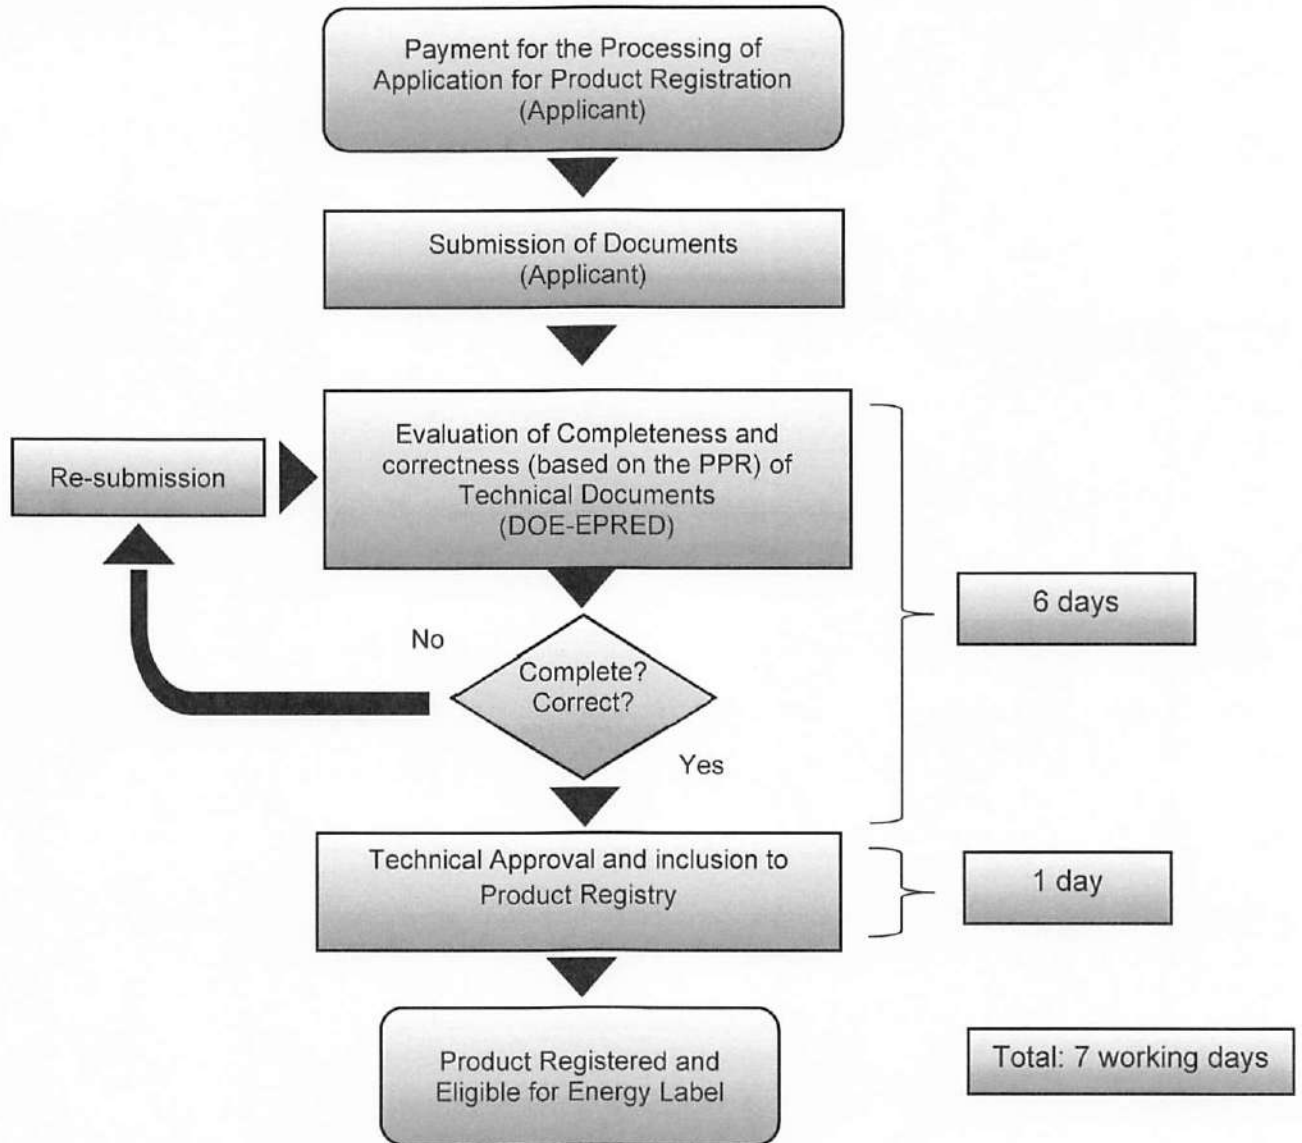 Payment for the Processing of
Application for Product Registration
(Applicant)
Submission of Documents
(Applicant)
Evaluation of Completeness and
correctness (based on the PPR) of
Technical Documents
(DOE-EPRED)
Re-submission
6 days
No
Complete?
Correct?
Yes
Technical Approval and inclusion to
Product Registry
1 day
Product Registered and
Eligible for Energy Label
Total: 7 working days